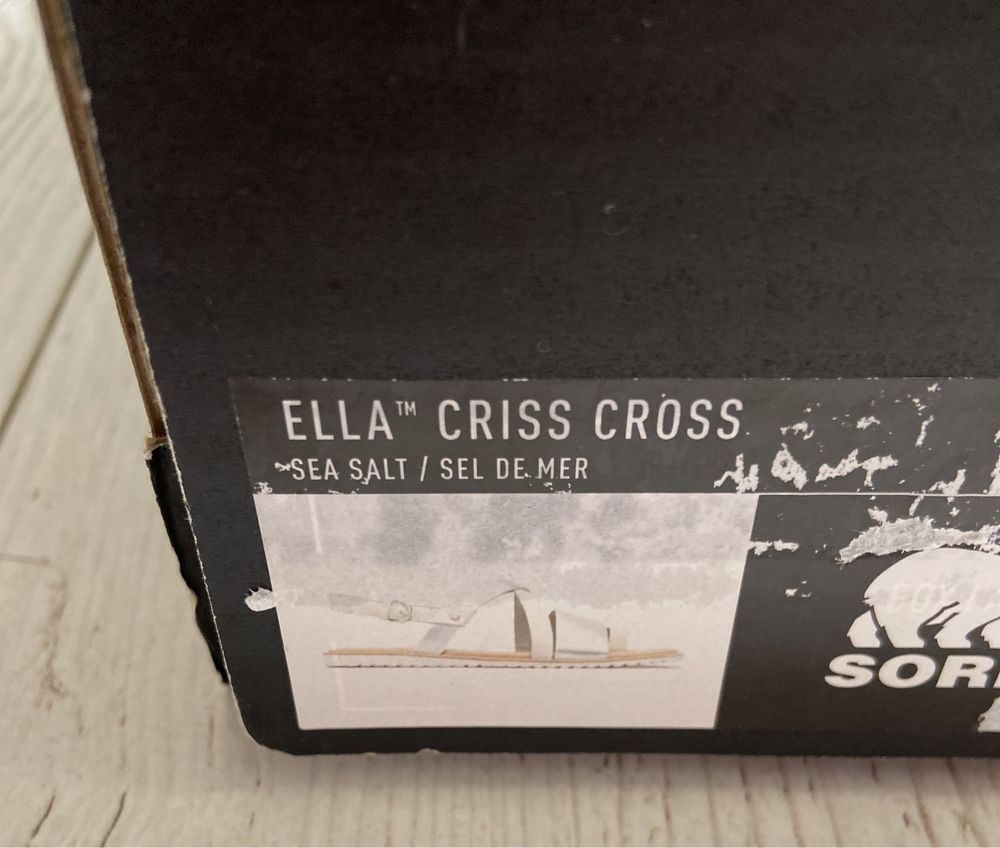 ELLA™ CRISS CROSS
SEA SALT / SEL DE MER
SOR